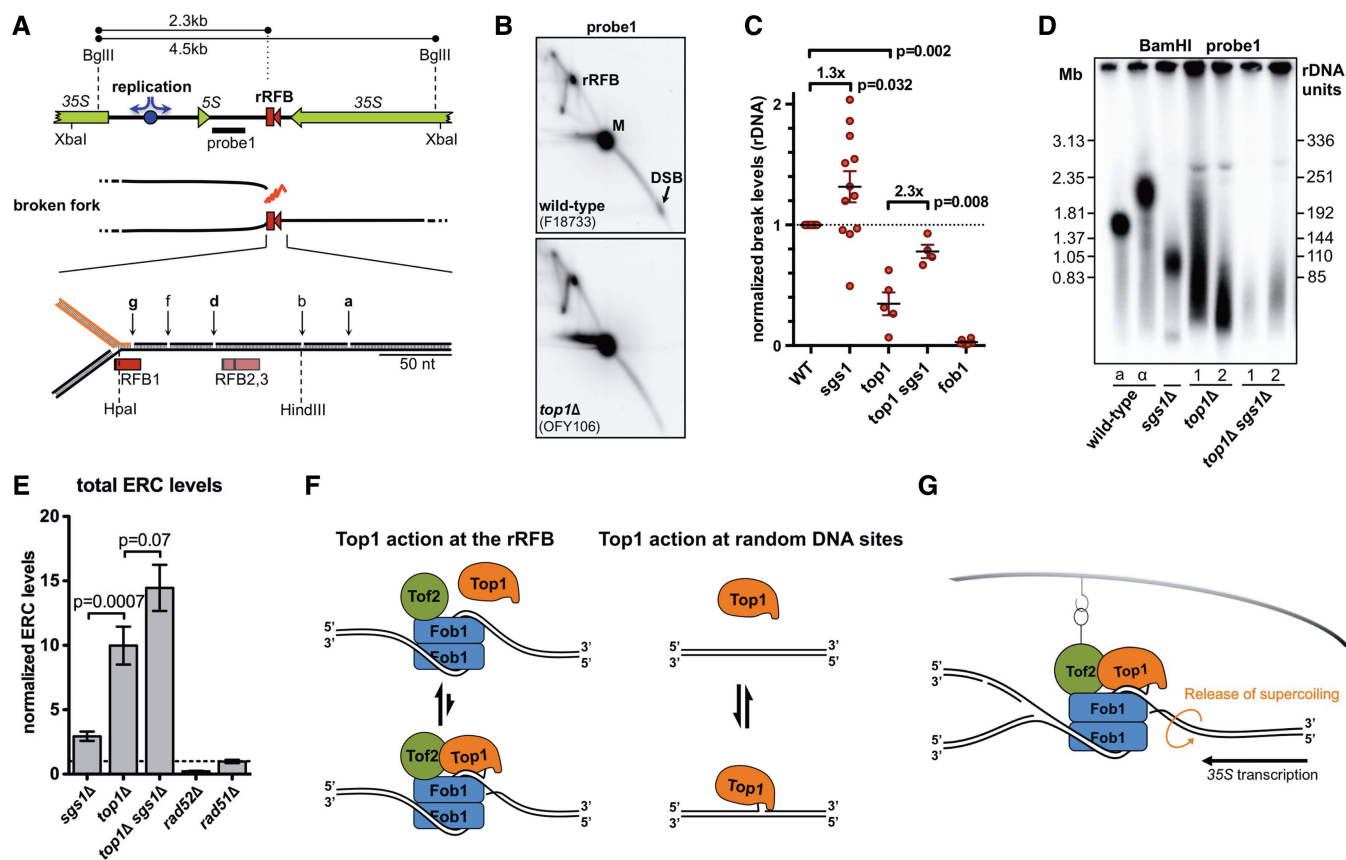 A
2.3kb
4.5kb
BglII
BglII
replication
35S
5S
rRFB
35S
XbaI
probe1
XbaI
broken fork
g
f
d
b
a
50 nt
RFB1
RFB2,3
HpaI
HindIII
B
probe1
rRFB
M
DSB
wild-type
(F18733)
top1Δ
(OFY106)
C
normalized break levels (rDNA)
p=0.002
1.3x
p=0.032
2.3x
p=0.008
2
1
0
WT
sgs1
top1
top1 sgs1
fob1
D
BamHI probe1
Mb
rDNA
units
3.13
2.35
1.81
1.37
1.05
0.83
336
251
192
144
110
85
a α 1 2 1 2
wild-type
sgs1Δ
top1Δ
top1Δ sgs1Δ
E
total ERC levels
normalized ERC levels
20
15
10
5
0
p=0.07
p=0.0007
sgs1Δ
top1Δ
top1Δ sgs1Δ
rad52Δ
rad51Δ
F
Top1 action at the rRFB
Tof2
Top1
Fob1
Fob1
5’
3’
3’
5’
Tof2
Top1
Fob1
Fob1
5’
3’
3’
5’
Top1 action at random DNA sites
Top1
5’
3’
3’
5’
Top1
5’
3’
3’
5’
G
Tof2
Top1
Fob1
Fob1
5’
3’
5’
3’
Release of supercoiling
3’
5’
35S transcription